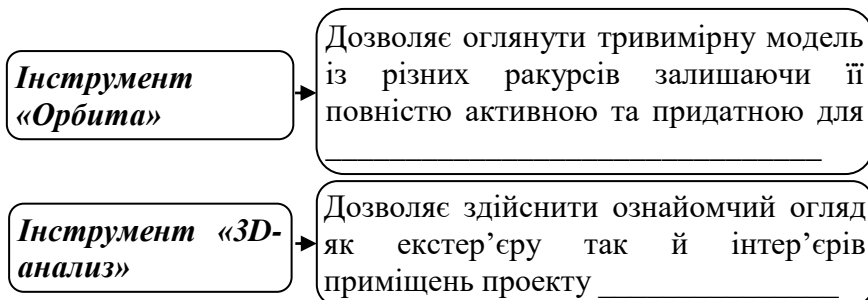 Інструмент
«Орбита»
Дозволяє оглянути тривимірну модель
із різних ракурсів залишаючи її
повністю активною та придатною для
_______________________________
Інструмент «3D-
анализ»
Дозволяє здійснити ознайомчий огляд
як екстер’єру так й інтер’єрів
приміщень проекту _______________